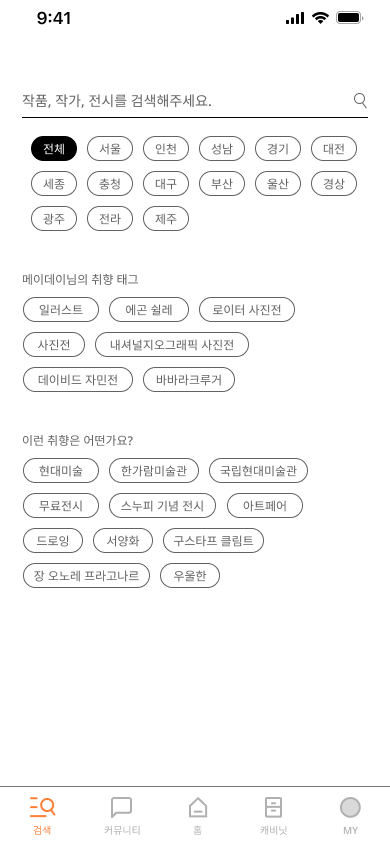 9:41
작품, 작가, 전시를 검색해주세요.
전체 서울 인천 성남 경기 대전
세종 충청 대구 부산 울산 경상
광주 전라 제주
메이데이님의 취향 태그
일러스트 에곤 쉴레 로이터 사진전
사진전 내셔널지오그래픽 사진전
데이비드 자민전 바바라크루거
이런 취향은 어떤가요?
현대미술 한가람미술관 국립현대미술관
무료전시 스누피 기념 전시 아트페어
드로잉 서양화 구스타프 클림트
장 오노레 프라고나르 우울한
검색 커뮤니티 홈 캐비닛 MY